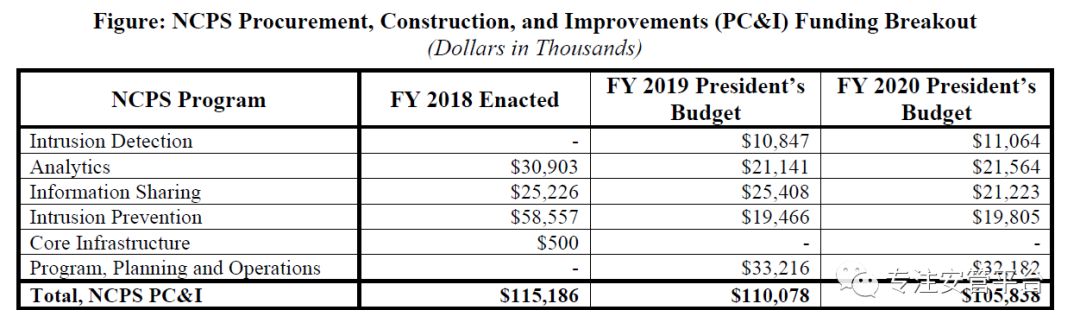 Figure: NCPS Procurement, Construction, and Improvements (PC&I) Funding Breakout
(Dollars in Thousands)
NCPS Program FY 2018 Enacted FY 2019 President's Budget FY 2020 President's Budget
Intrusion Detection - $10,847 $11,064
Analytics $30,903 $21,141 $21,564
Information Sharing $25,226 $25,408 $21,223
Intrusion Prevention $58,557 $19,466 $19,805
Core Infrastructure $500 - -
Program, Planning and Operations - $33,216 $32,182
Total, NCPS PC&I $115,186 $110,078 $105,838
专注安管平台